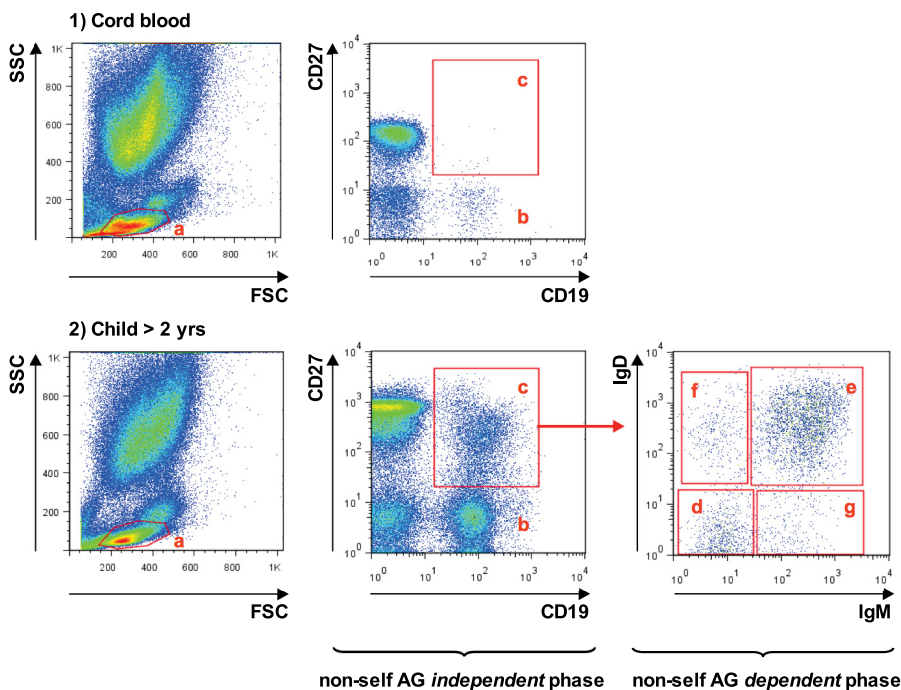 1) Cord blood
SSC
1K
800
600
400
200
0
0 200 400 600 800 1K
a
FSC
CD27
10^4
10^3
10^2
10^1
10^0
10^0 10^1 10^2 10^3 10^4
c
b
CD19
2) Child > 2 yrs
SSC
1K
800
600
400
200
0
0 200 400 600 800 1K
a
FSC
CD27
10^4
10^3
10^2
10^1
10^0
10^0 10^1 10^2 10^3 10^4
c
b
CD19
IgD
10^4
10^3
10^2
10^1
10^0
10^0 10^1 10^2 10^3 10^4
f
e
d
g
IgM
non-self AG independent phase
non-self AG dependent phase